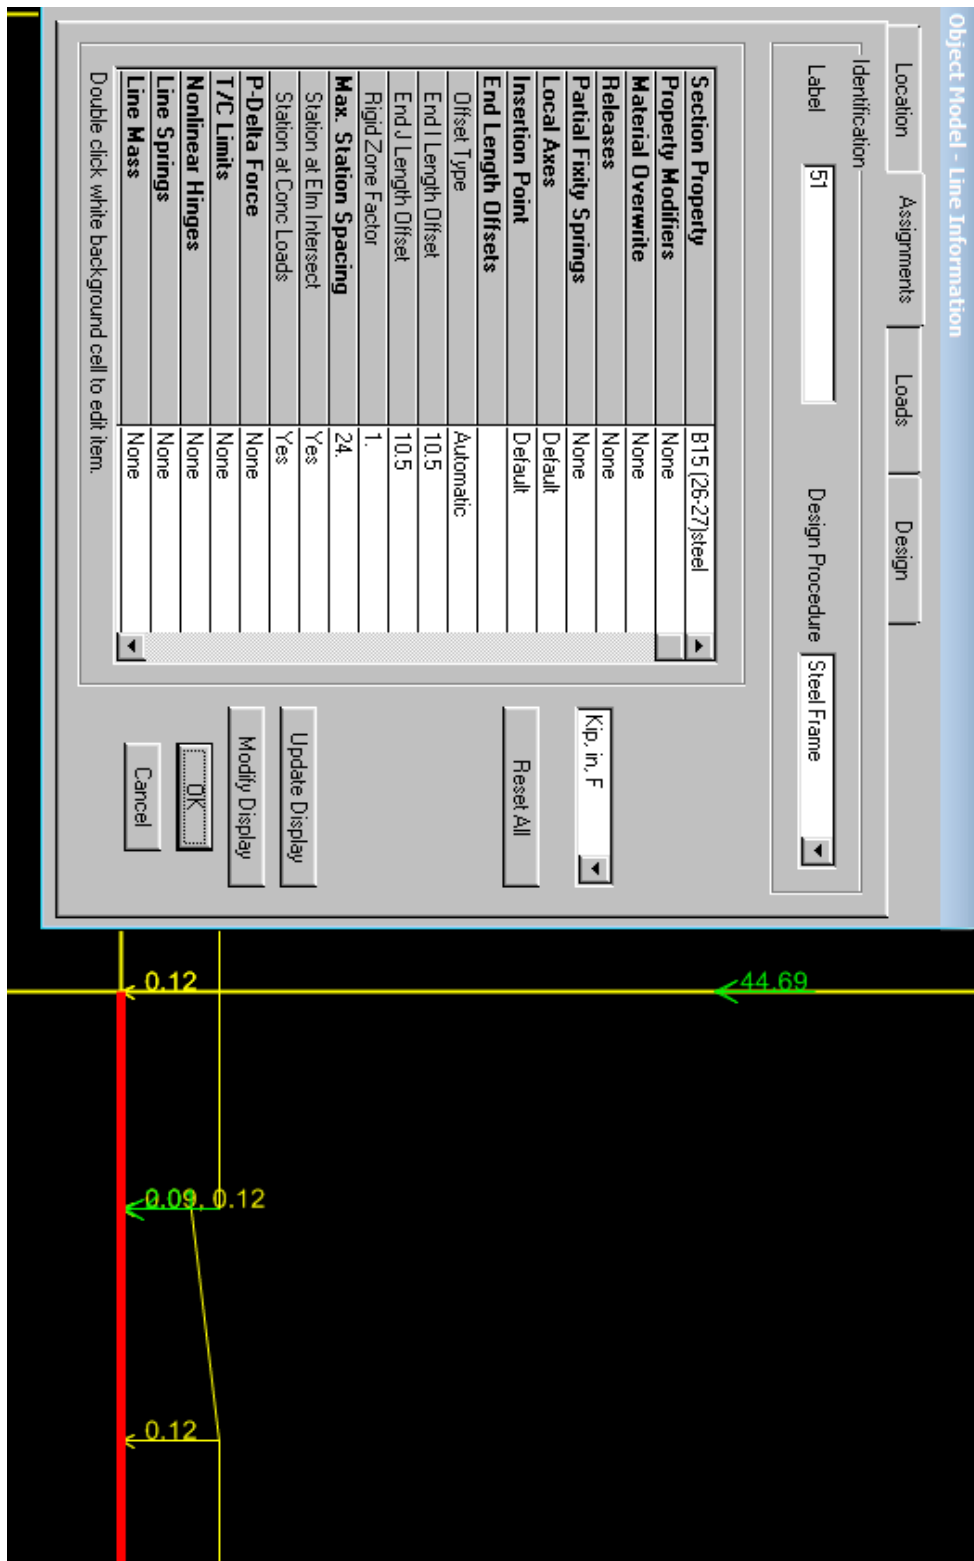 Object Model - Line Information
Location Assignments Loads Design
Identification
Label 51 Design Procedure Steel Frame
Section Property B15 (26-27)steel
Property Modifiers None
Material Overwrite None
Releases None
Partial Fixity Springs None
Local Axes Default
Insertion Point Default
End Length Offsets
Offset Type Automatic
End I Length Offset 10.5
End J Length Offset 10.5
Rigid Zone Factor 1.
Max. Station Spacing 24.
Station at Elm Intersect Yes
Station at Conc Loads Yes
P-Delta Force None
T/C Limits None
Nonlinear Hinges None
Line Springs None
Line Mass None
Double click white background cell to edit item.
Kip, in, F
Reset All
Update Display
Modify Display
OK
Cancel
0.12
44.69
0.09, 0.12
0.12